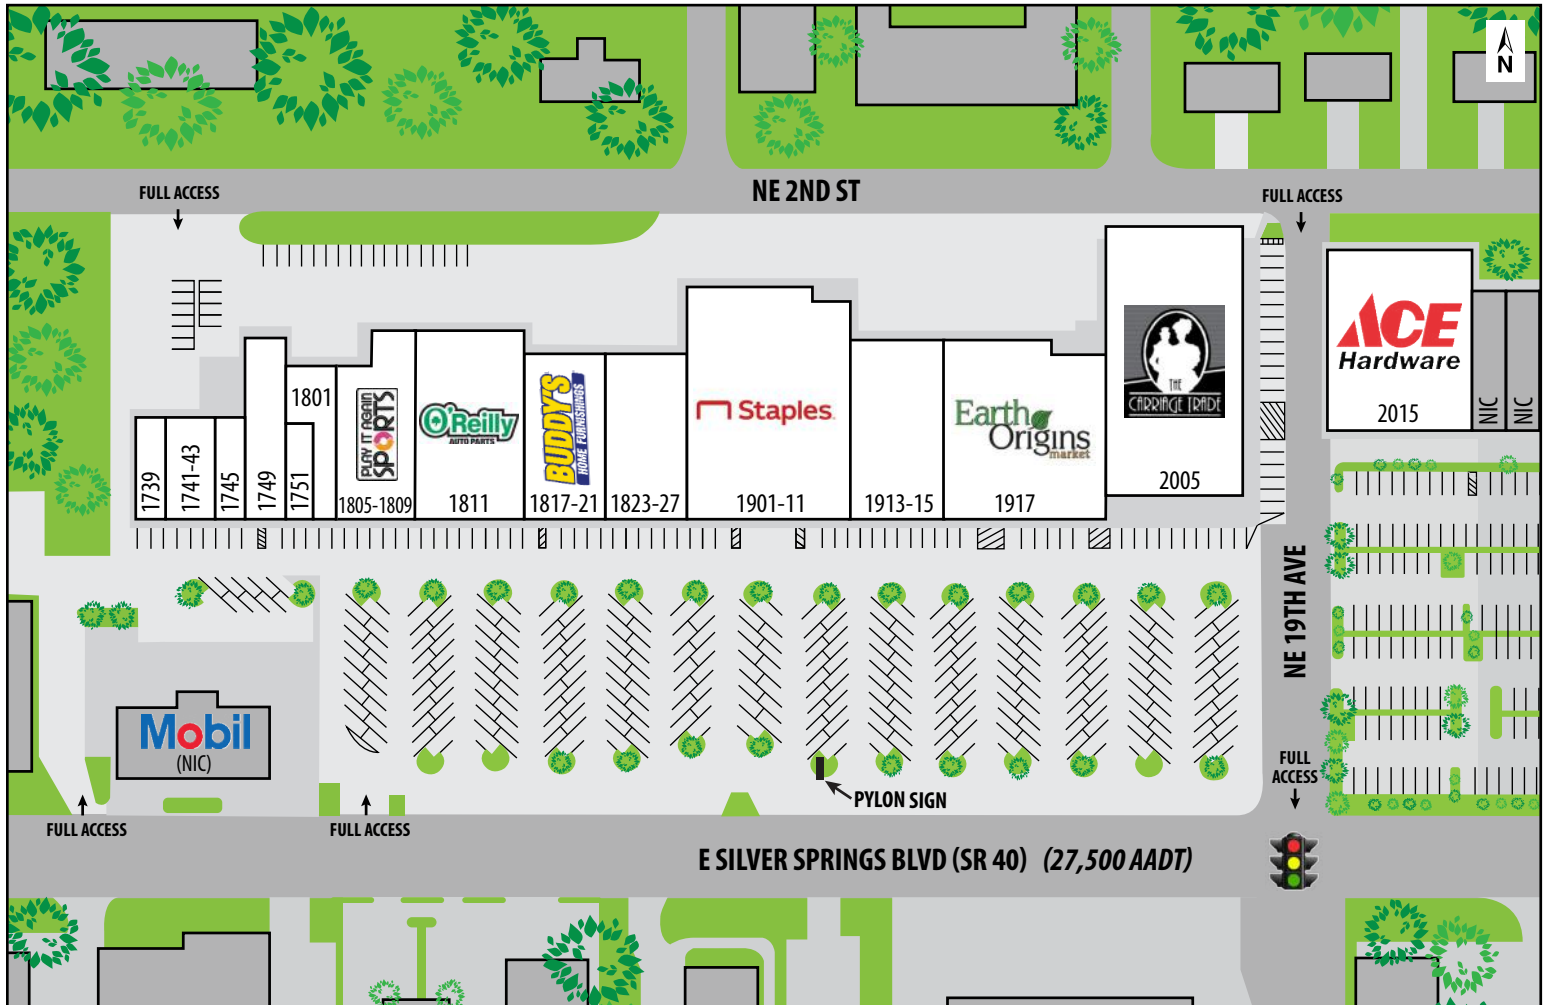 N
FULL ACCESS
NE 2ND ST
FULL ACCESS
1739
1741-43
1745
1749
1751
1801
PLAY IT AGAIN
SPORTS
1805-1809
O'Reilly
AUTO PARTS
1811
BUDDY'S
HOME FURNISHINGS
1817-21
1823-27
Staples
1901-11
1913-15
Earth
Origins
market
1917
THE
CARRIAGE TRADE
2005
ACE
Hardware
2015
NIC
NIC
NE 19TH AVE
Mobil
(NIC)
FULL
ACCESS
PYLON SIGN
FULL ACCESS
FULL ACCESS
E SILVER SPRINGS BLVD (SR 40) (27,500 AADT)